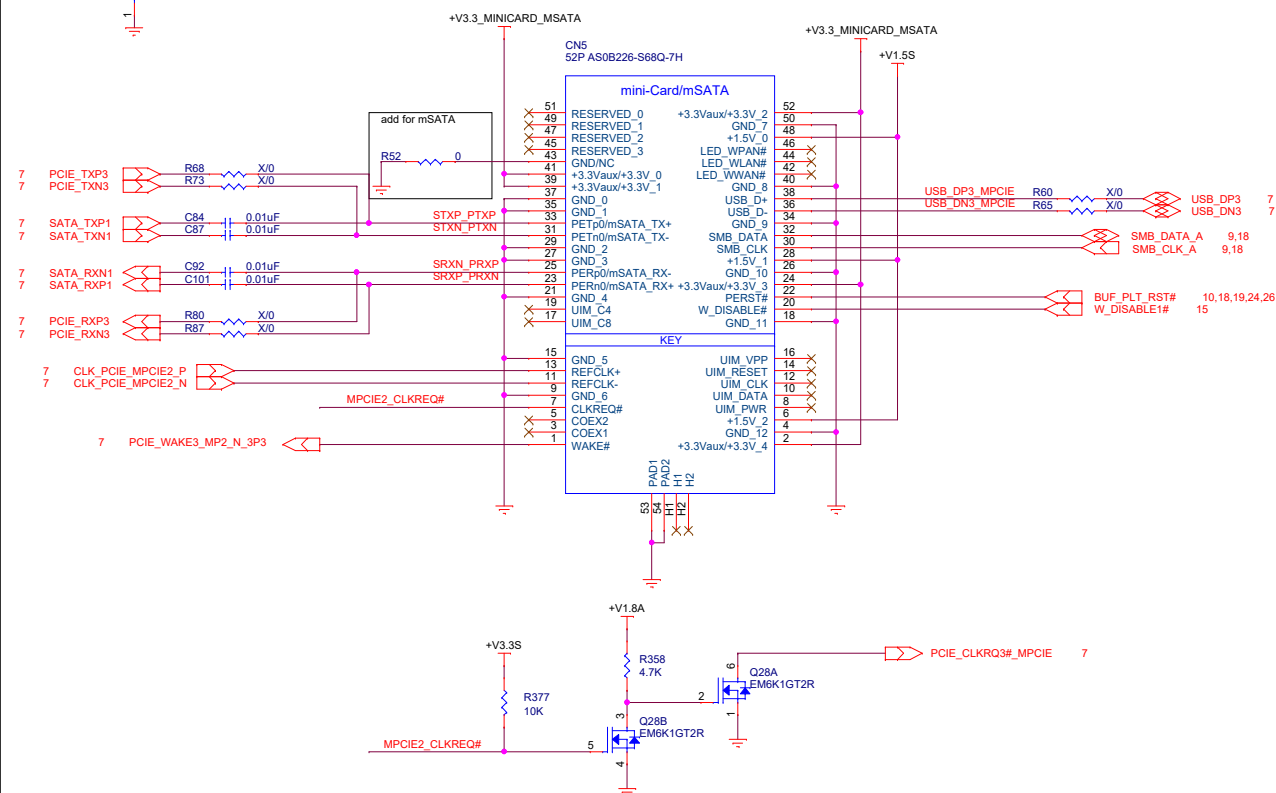 1
+V3.3_MINICARD_MSATA
+V3.3_MINICARD_MSATA
+V1.5S
CN5
52P AS0B226-S68Q-7H
mini-Card/mSATA
add for mSATA
R52 0
51 RESERVED_0
49 RESERVED_1
47 RESERVED_2
45 RESERVED_3
43 GND/NC
41 +3.3Vaux/+3.3V_0
39 +3.3Vaux/+3.3V_1
37 GND_0
35 GND_1
33 PETp0/mSATA_TX+
31 PETn0/mSATA_TX-
29 GND_2
27 GND_3
25 PERp0/mSATA_RX-
23 PERn0/mSATA_RX+
21 GND_4
19 UIM_C4
17 UIM_C8
+3.3Vaux/+3.3V_2 52
GND_7 50
+1.5V_0 48
LED_WPAN# 46
LED_WLAN# 44
LED_WWAN# 42
GND_8 40
USB_D+ 38
USB_D- 36
GND_9 34
SMB_DATA 32
SMB_CLK 30
+1.5V_1 28
GND_10 26
+3.3Vaux/+3.3V_3 24
PERST# 22
W_DISABLE# 20
GND_11 18
KEY
15 GND_5
13 REFCLK+
11 REFCLK-
9 GND_6
7 CLKREQ#
5 COEX2
3 COEX1
1 WAKE#
UIM_VPP 16
UIM_RESET 14
UIM_CLK 12
UIM_DATA 10
UIM_PWR 8
+1.5V_2 6
GND_12 4
+3.3Vaux/+3.3V_4 2
PAD1
PAD2
H1
H2
53
54
H1
H2
7 PCIE_TXP3 R68 X/0
7 PCIE_TXN3 R73 X/0
7 SATA_TXP1 C84 0.01uF STXP_PTXP
7 SATA_TXN1 C87 0.01uF STXN_PTXN
7 SATA_RXN1 C92 0.01uF SRXN_PRXP
7 SATA_RXP1 C101 0.01uF SRXP_PRXN
7 PCIE_RXP3 R80 X/0
7 PCIE_RXN3 R87 X/0
7 CLK_PCIE_MPCIE2_P
7 CLK_PCIE_MPCIE2_N
MPCIE2_CLKREQ#
7 PCIE_WAKE3_MP2_N_3P3
USB_DP3_MPCIE R60 X/0 USB_DP3 7
USB_DN3_MPCIE R65 X/0 USB_DN3 7
SMB_DATA_A 9,18
SMB_CLK_A 9,18
BUF_PLT_RST# 10,18,19,24,26
W_DISABLE1# 15
+V1.8A
+V3.3S
R358
4.7K
PCIE_CLKRQ3#_MPCIE 7
6
Q28A
EM6K1GT2R
2
1
R377
10K
3
Q28B
EM6K1GT2R
MPCIE2_CLKREQ# 5
4